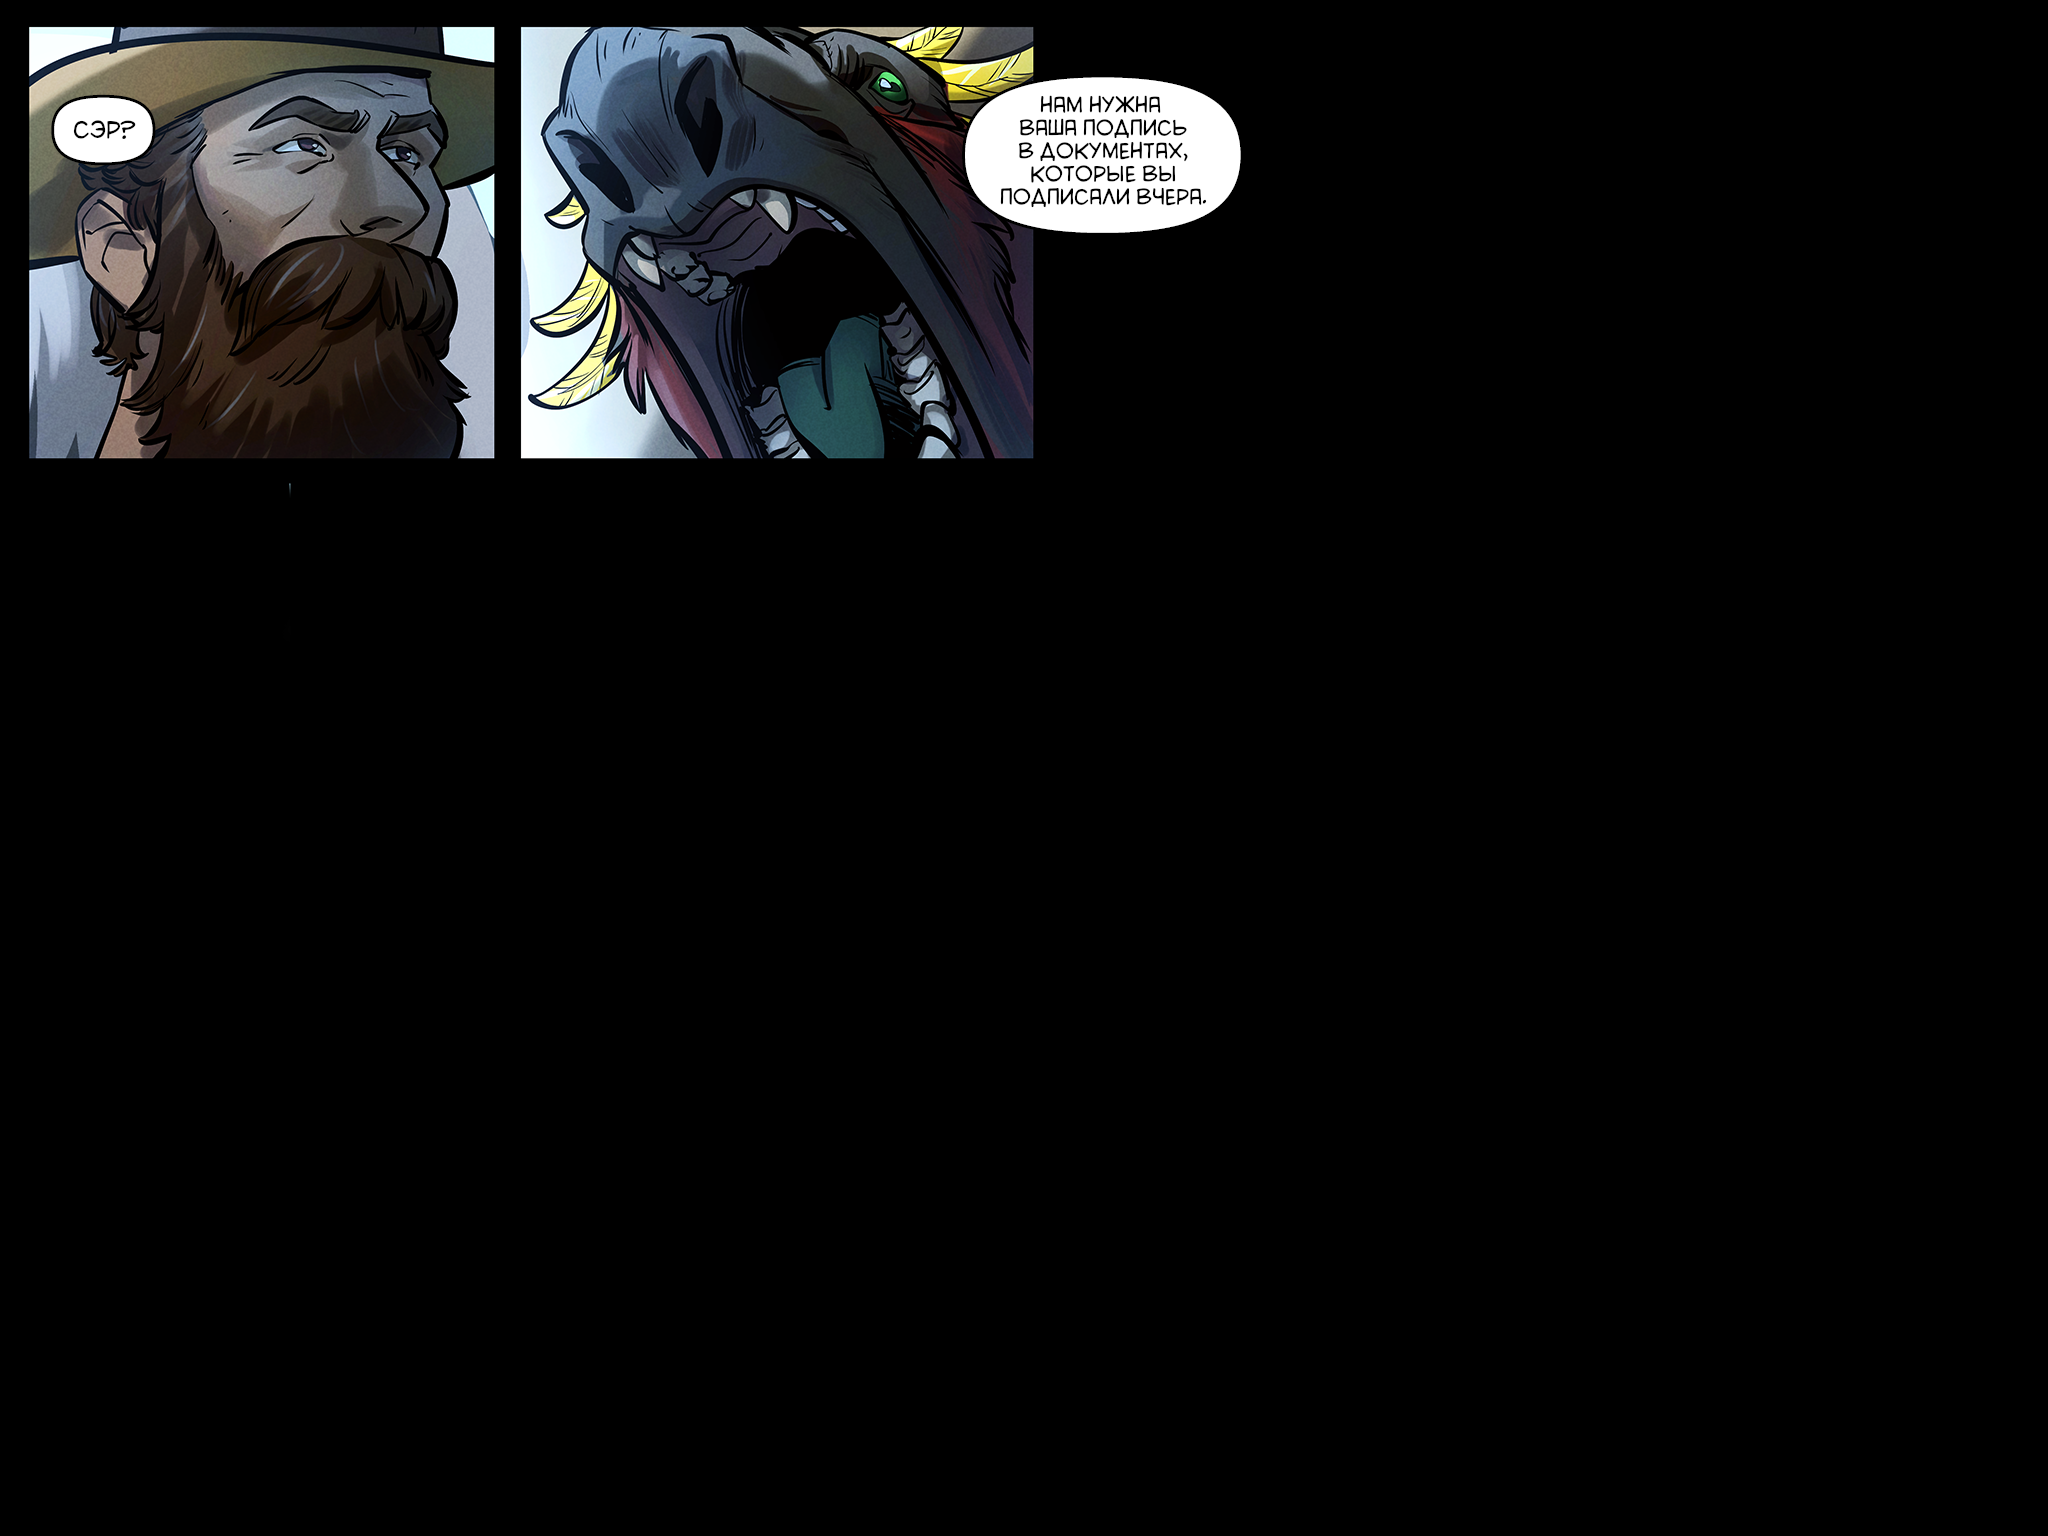 СЭР?
НАМ НУЖНА
ВАША ПОДПИСЬ
В ДОКУМЕНТАХ,
КОТОРЫЕ ВЫ
ПОДПИСАЛИ ВЧЕРА.